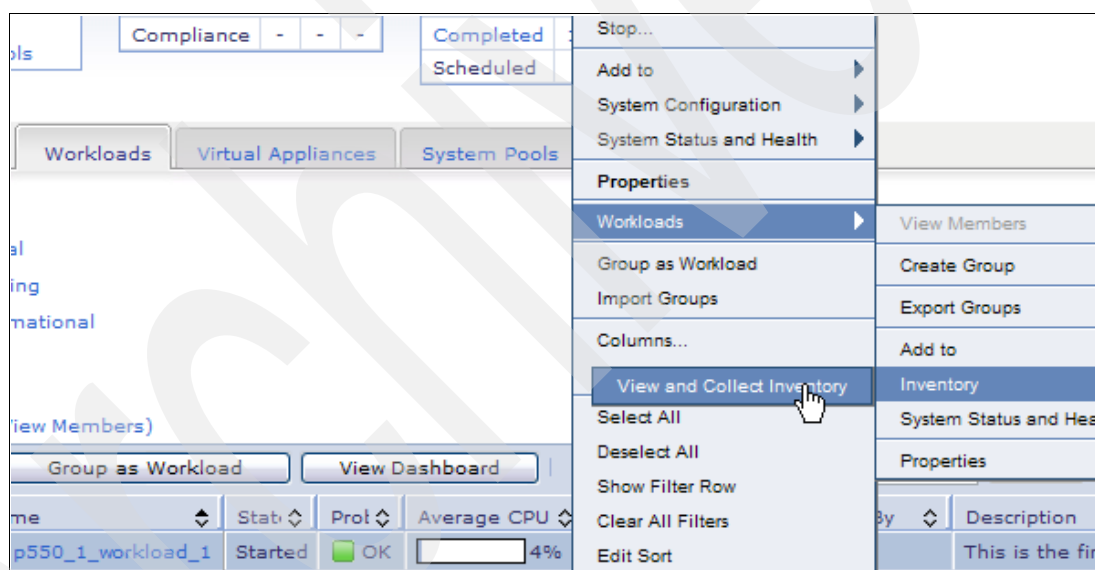 ols
Compliance - - -
Completed
Scheduled
Workloads
Virtual Appliances
System Pools
al
ing
mational
iew Members)
Group as Workload
View Dashboard
me
Prob
Average CPU
By
Description
p550_1_workload_1
Started
OK
4%
This is the fir
Stop...
Add to
System Configuration
System Status and Health
Properties
Workloads
Group as Workload
Import Groups
Columns...
View and Collect Inventory
Select All
Deselect All
Show Filter Row
Clear All Filters
Edit Sort
View Members
Create Group
Export Groups
Add to
Inventory
System Status and Hea
Properties